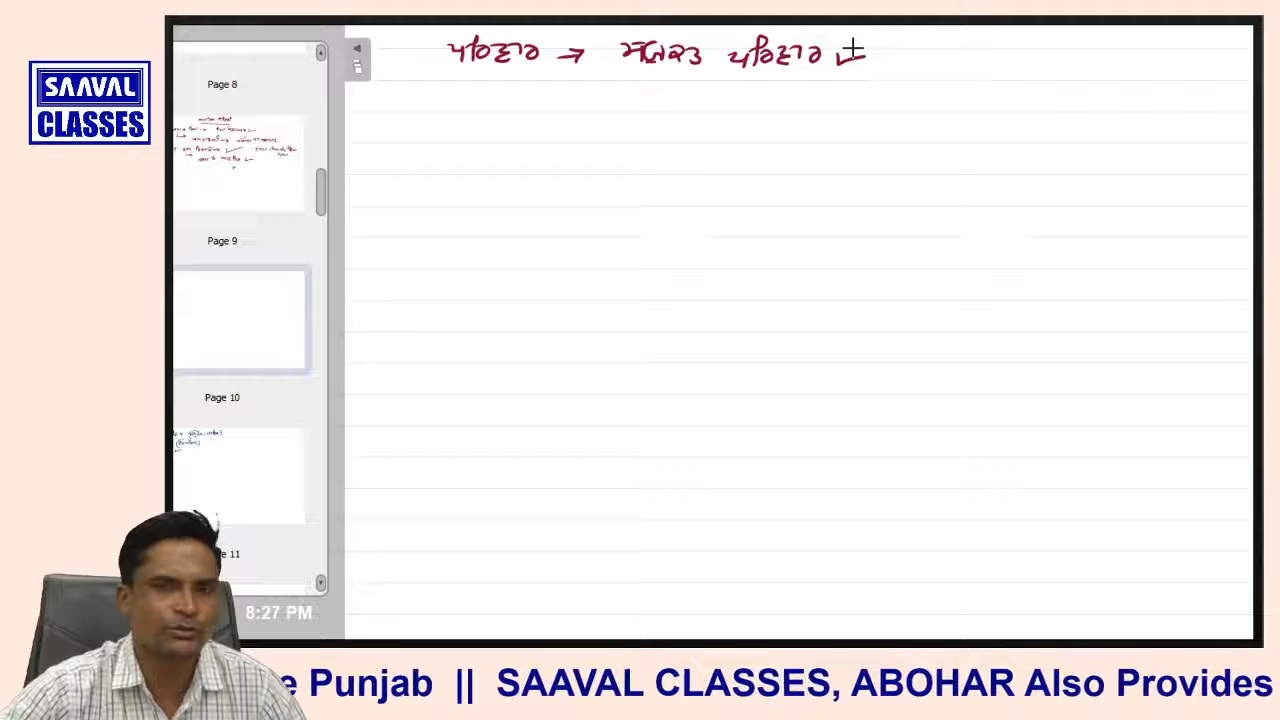 SAAVAL
CLASSES
Page 8
Page 9
Page 10
11
8:27 PM
ਪਰਿਵਾਰ → ਸੰਯੁਕਤ ਪਰਿਵਾਰ
e Punjab || SAAVAL CLASSES, ABOHAR Also Provides